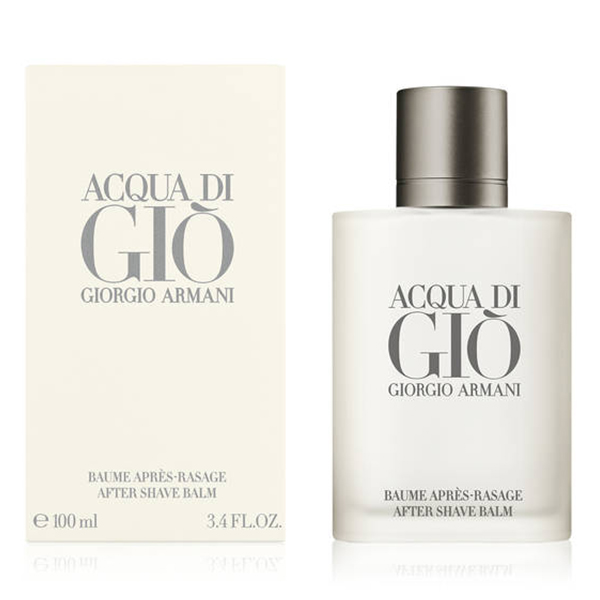 ACQUA DI
GIÒ
GIORGIO ARMANI
BAUME APRÈS-RASAGE
AFTER SHAVE BALM
e 100 ml 3.4 FL.OZ.
ACQUA DI
GIÒ
GIORGIO ARMANI
BAUME APRÈS-RASAGE
AFTER SHAVE BALM